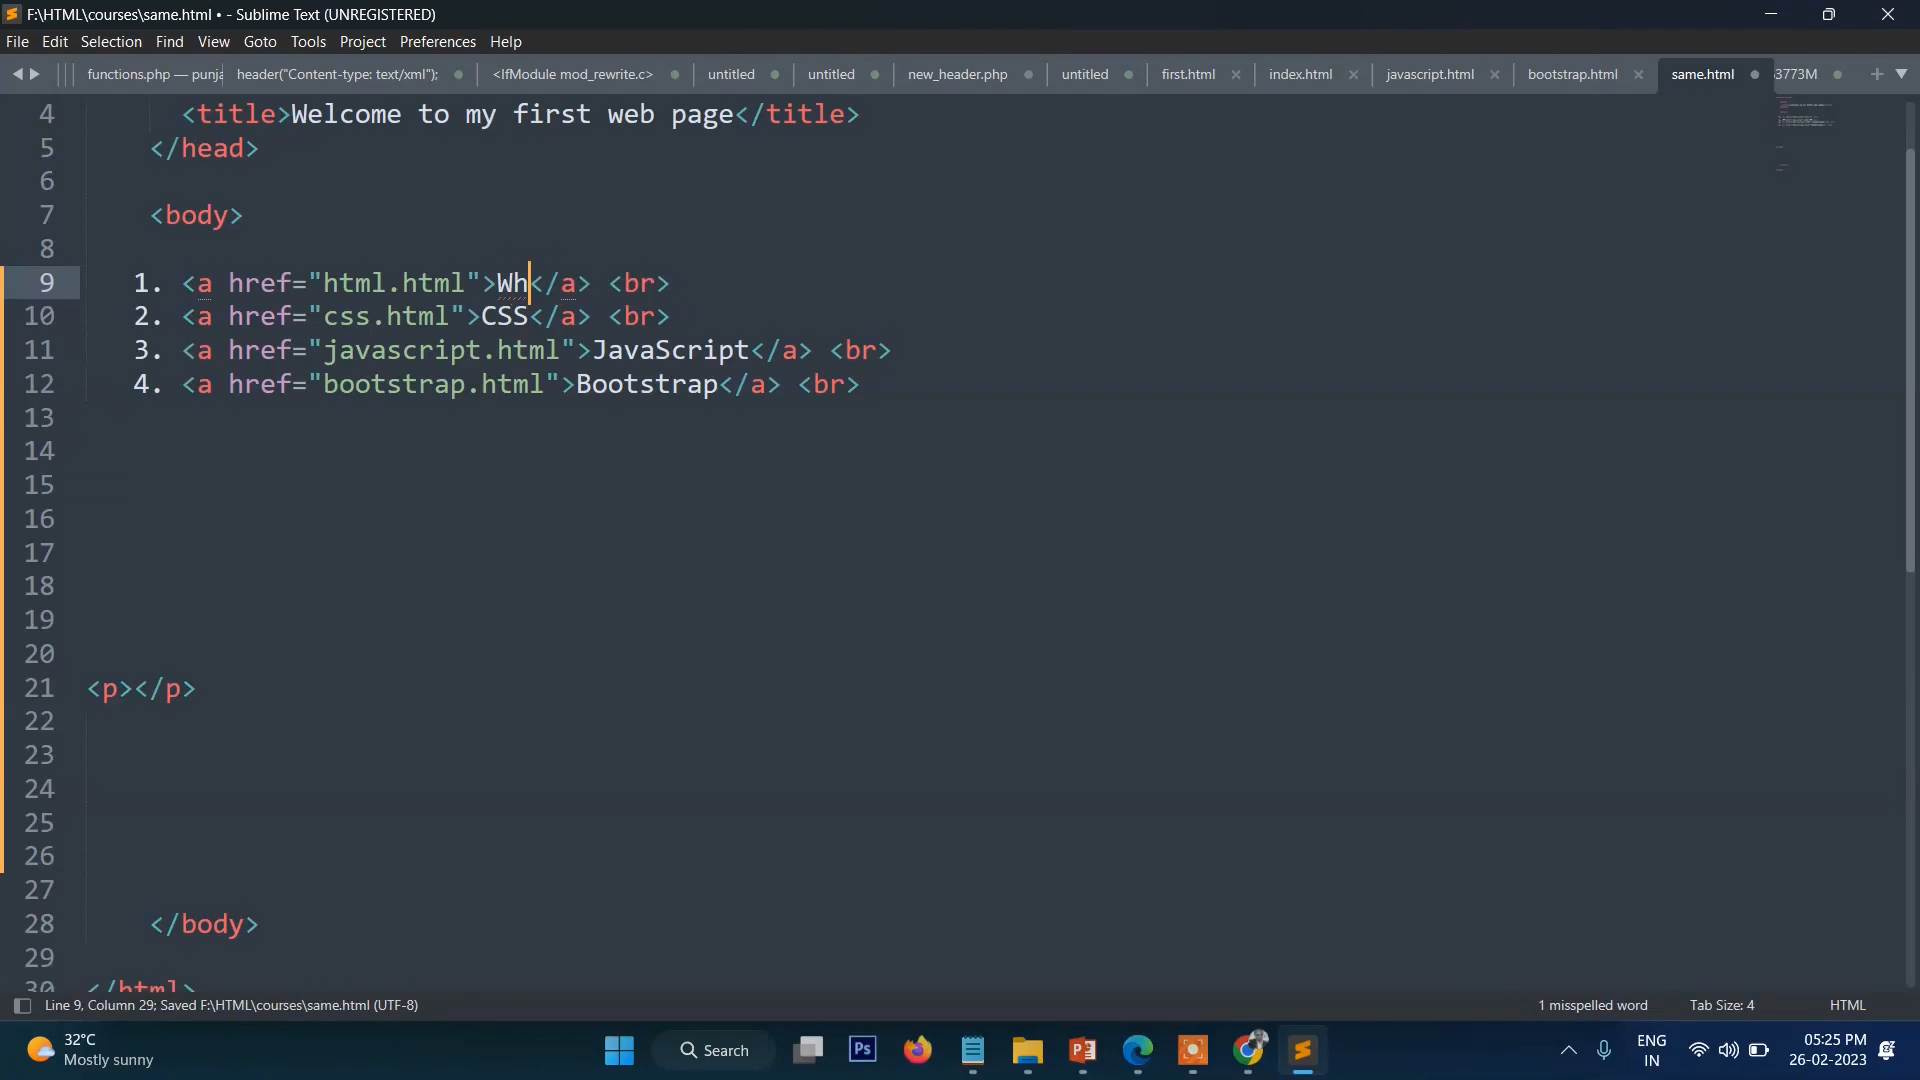 F:\HTML\courses\same.html • - Sublime Text (UNREGISTERED)
File Edit Selection Find View Goto Tools Project Preferences Help
functions.php — punja header("Content-type: text/xml"); <IfModule mod_rewrite.c> untitled untitled new_header.php untitled first.html index.html javascript.html bootstrap.html same.html 3773M
4 <title>Welcome to my first web page</title>
5 </head>
6
7 <body>
8
9 1. <a href="html.html">Wh</a> <br>
10 2. <a href="css.html">CSS</a> <br>
11 3. <a href="javascript.html">JavaScript</a> <br>
12 4. <a href="bootstrap.html">Bootstrap</a> <br>
13
14
15
16
17
18
19
20
21 <p></p>
22
23
24
25
26
27
28 </body>
29
30 </html>
Line 9, Column 29; Saved F:\HTML\courses\same.html (UTF-8) 1 misspelled word Tab Size: 4 HTML
32°C
Mostly sunny
Ps
Search
ENG
IN
05:25 PM
26-02-2023